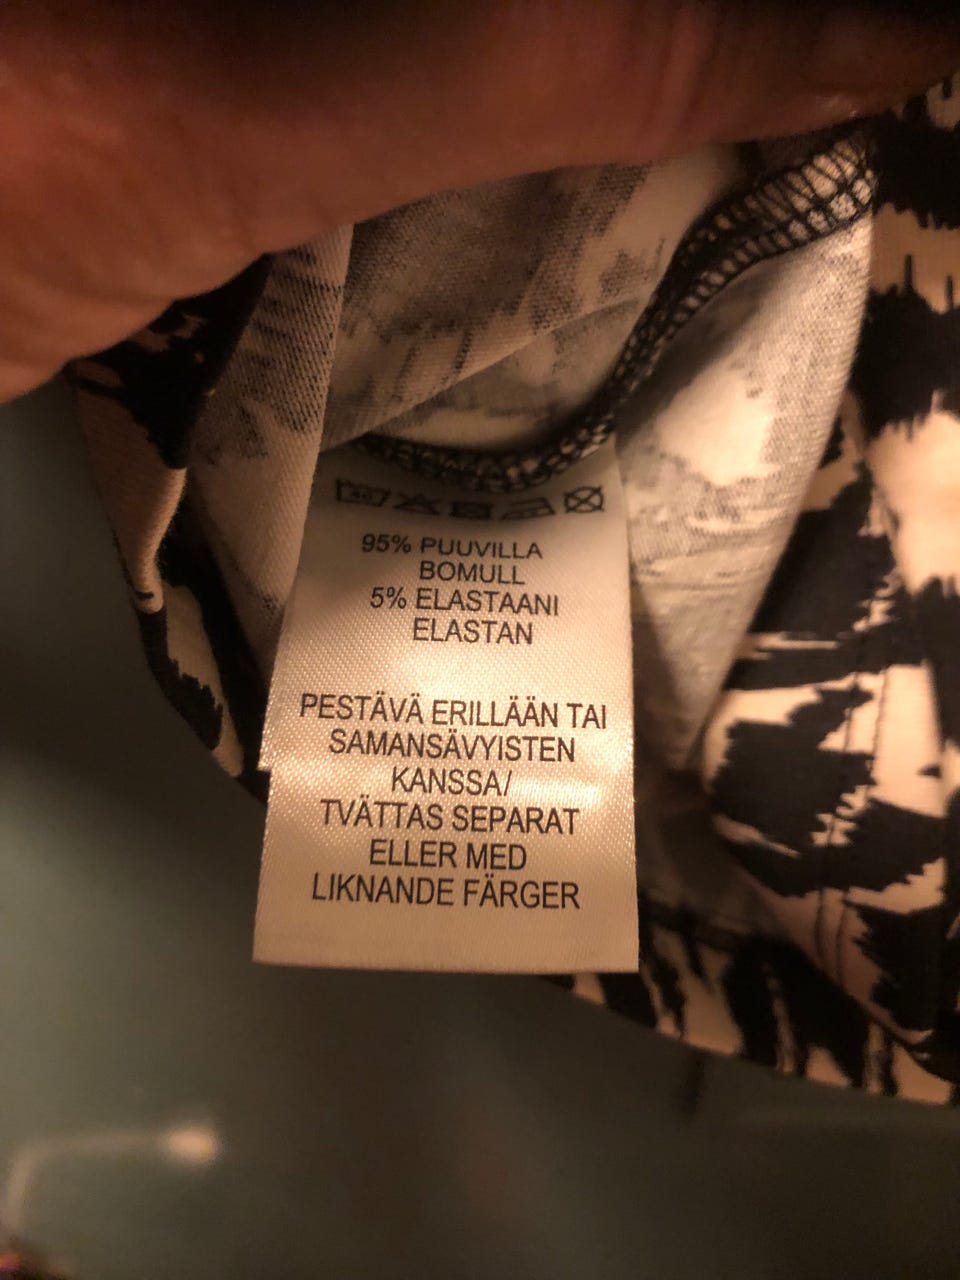 95% PUUVILLA
BOMULL
5% ELASTAANI
ELASTAN
PESTÄVÄ ERILLÄÄN TAI
SAMANSÄVYISTEN
KANSSA/
TVÄTTAS SEPARAT
ELLER MED
LIKNANDE FÄRGER